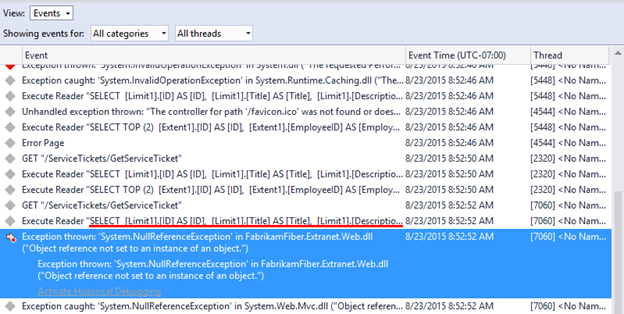 View: Events
Showing events for: All categories All threads
Event Event Time (UTC-07:00) Thread
Exception thrown: 'System.InvalidOperationException' in System.dll ("The requested Perfor... 8/23/2015 8:52:46 AM [5448] <No Nam...
Exception caught: 'System.InvalidOperationException' in System.Runtime.Caching.dll ("The... 8/23/2015 8:52:46 AM [5448] <No Nam...
Execute Reader "SELECT [Limit1].[ID] AS [ID], [Limit1].[Title] AS [Title], [Limit1].[Descriptio... 8/23/2015 8:52:46 AM [5448] <No Nam...
Unhandled exception thrown: "The controller for path '/favicon.ico' was not found or does... 8/23/2015 8:52:46 AM [5448] <No Nam...
Execute Reader "SELECT TOP (2) [Extent1].[ID] AS [ID], [Extent1].[EmployeeID] AS [Employ... 8/23/2015 8:52:46 AM [5448] <No Nam...
Error Page 8/23/2015 8:52:46 AM [5448] <No Nam...
GET "/ServiceTickets/GetServiceTicket" 8/23/2015 8:52:50 AM [2320] <No Nam...
Execute Reader "SELECT [Limit1].[ID] AS [ID], [Limit1].[Title] AS [Title], [Limit1].[Descriptio... 8/23/2015 8:52:50 AM [2320] <No Nam...
Execute Reader "SELECT TOP (2) [Extent1].[ID] AS [ID], [Extent1].[EmployeeID] AS [Employ... 8/23/2015 8:52:50 AM [2320] <No Nam...
GET "/ServiceTickets/GetServiceTicket" 8/23/2015 8:52:52 AM [7060] <No Nam...
Execute Reader "SELECT [Limit1].[ID] AS [ID], [Limit1].[Title] AS [Title], [Limit1].[Descriptio... 8/23/2015 8:52:52 AM [7060] <No Nam...
Exception thrown: 'System.NullReferenceException' in FabrikamFiber.Extranet.Web.dll 8/23/2015 8:52:52 AM [7060] <No Nam...
("Object reference not set to an instance of an object.")
Exception thrown: 'System.NullReferenceException' in FabrikamFiber.Extranet.Web.dll
("Object reference not set to an instance of an object.")
Activate Historical Debugging
Exception caught: 'System.NullReferenceException' in System.Web.Mvc.dll ("Object referen... 8/23/2015 8:52:52 AM [7060] <No Nam...